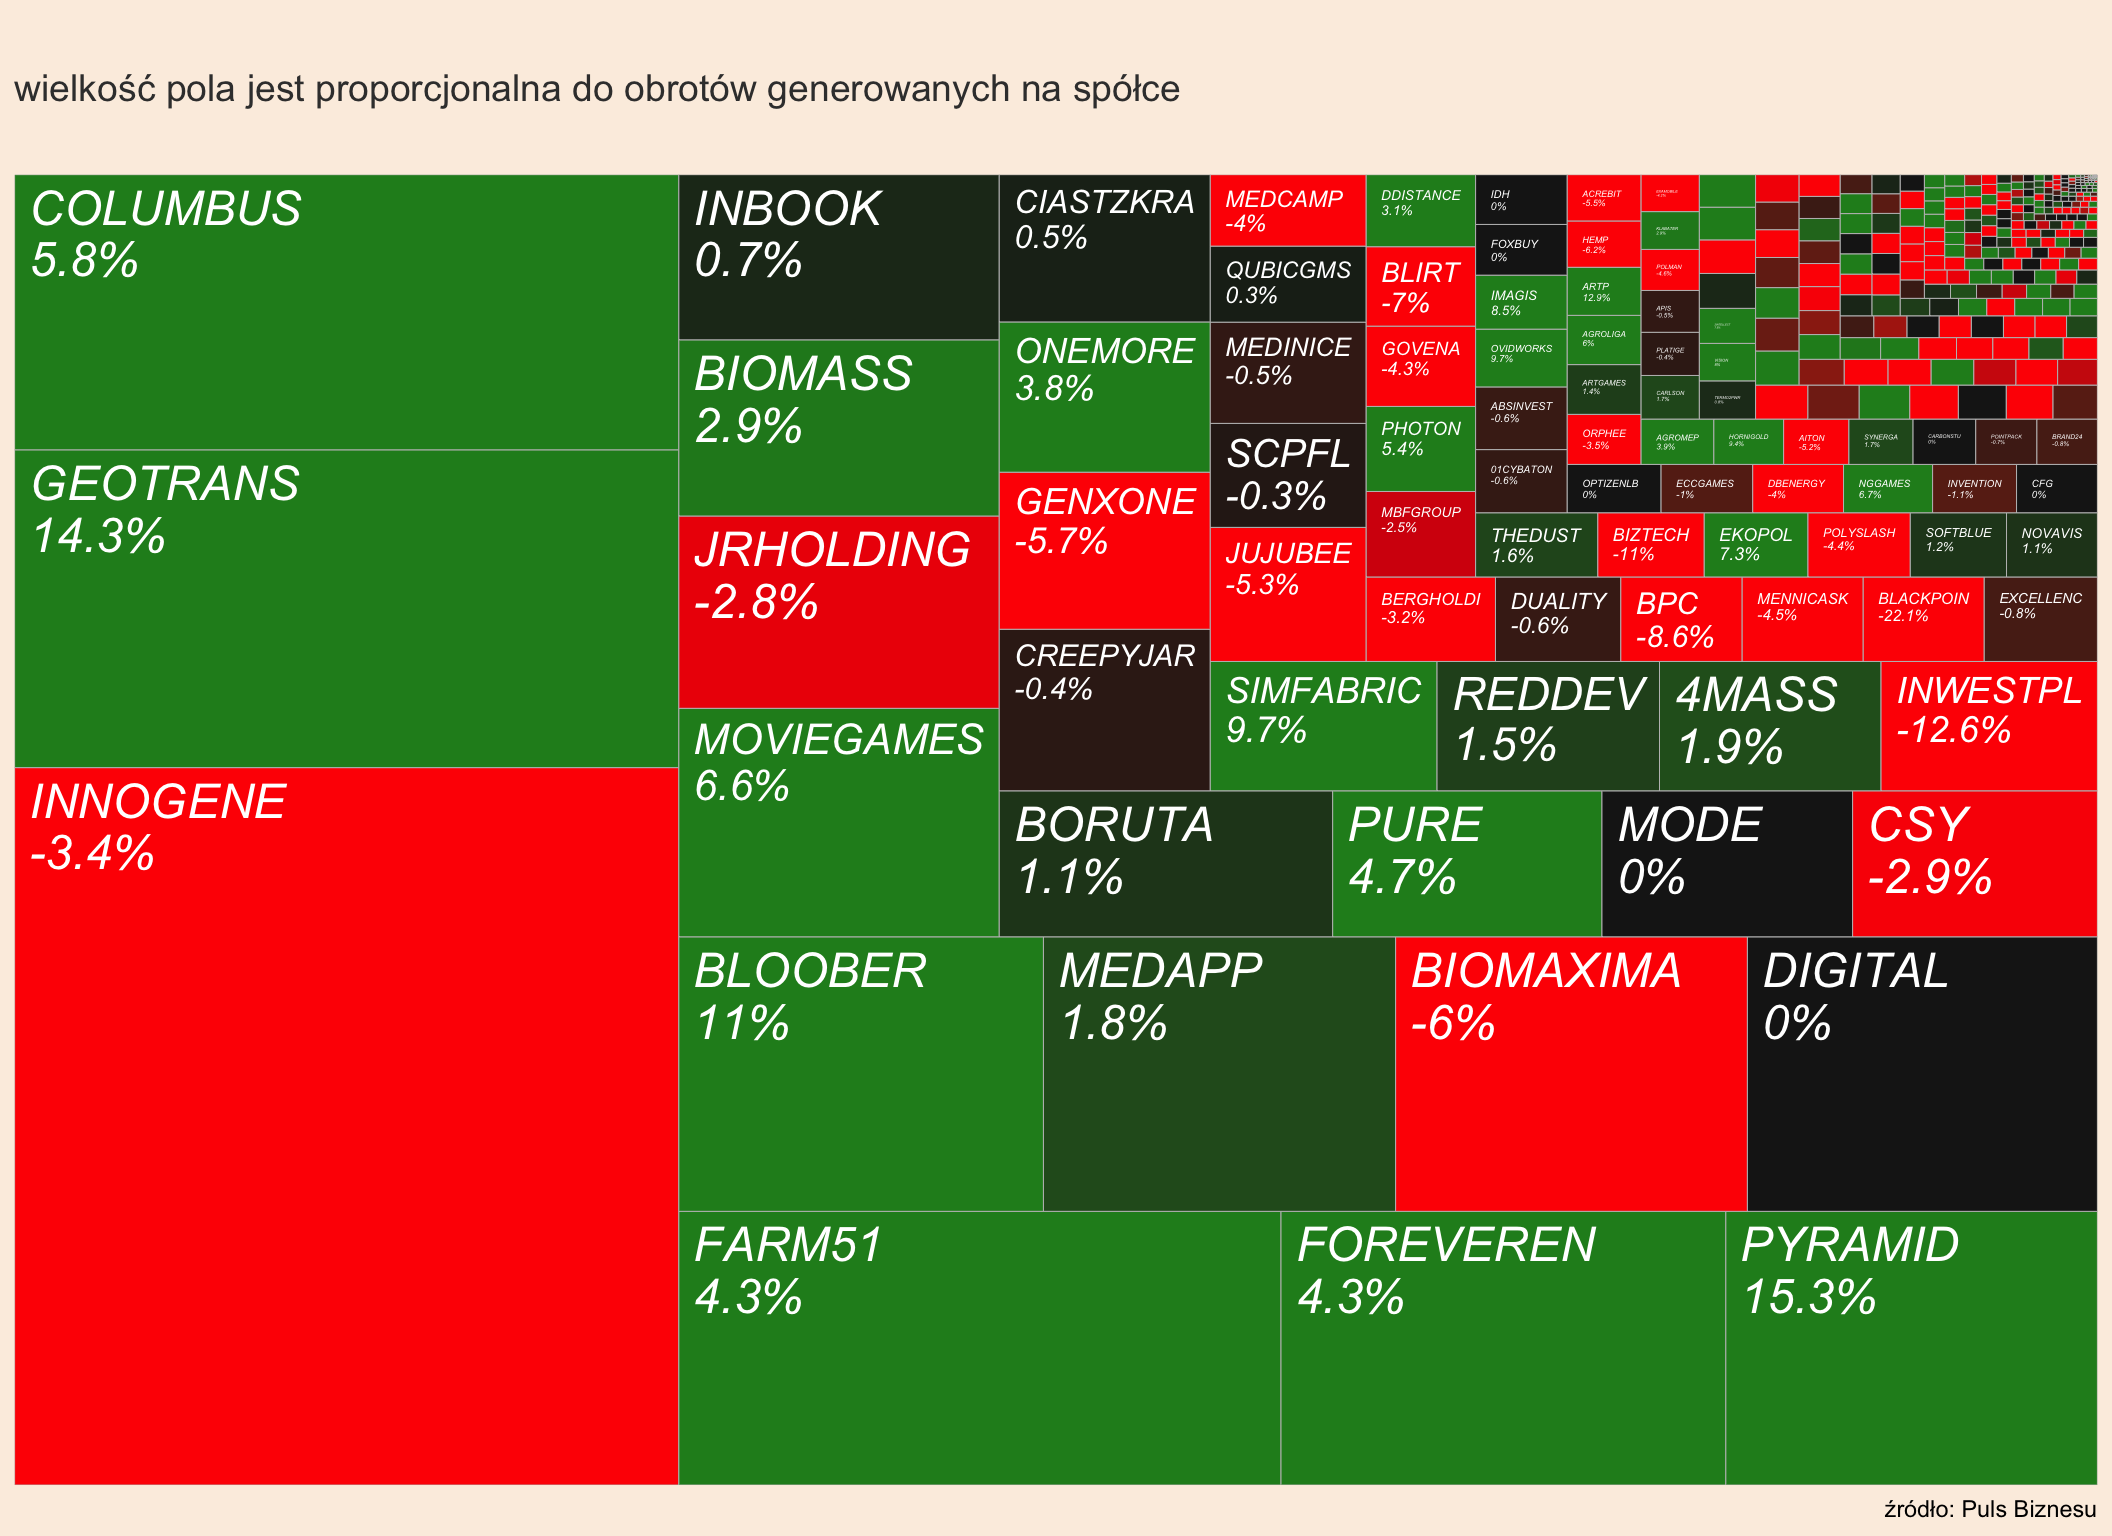 wielkość pola jest proporcjonalna do obrotów generowanych na spółce
COLUMBUS
5.8%
GEOTRANS
14.3%
INNOGENE
-3.4%
INBOOK
0.7%
BIOMASS
2.9%
JRHOLDING
-2.8%
MOVIEGAMES
6.6%
BLOOBER
11%
MEDAPP
1.8%
BIOMAXIMA
-6%
DIGITAL
0%
FARM51
4.3%
FOREVEREN
4.3%
PYRAMID
15.3%
CIASTZKRA
0.5%
ONEMORE
3.8%
GENXONE
-5.7%
CREEPYJAR
-0.4%
BORUTA
1.1%
PURE
4.7%
MODE
0%
CSY
-2.9%
MEDCAMP
-4%
QUBICGMS
0.3%
MEDINICE
-0.5%
SCPFL
-0.3%
JUJUBEE
-5.3%
SIMFABRIC
9.7%
REDDEV
1.5%
4MASS
1.9%
INWESTPL
-12.6%
DDISTANCE
3.1%
BLIRT
-7%
GOVENA
-4.3%
PHOTON
5.4%
MBFGROUP
-2.5%
BERGHOLDI
-3.2%
DUALITY
-0.6%
BPC
-8.6%
MENNICASK
-4.5%
BLACKPOIN
-22.1%
EXCELLENC
-0.8%
IDH
0%
FOXBUY
0%
IMAGIS
8.5%
OVIDWORKS
9.7%
ABSINVEST
-0.6%
01CYBATON
-0.6%
THEDUST
1.6%
BIZTECH
-11%
EKOPOL
7.3%
POLYSLASH
-4.4%
SOFTBLUE
1.2%
NOVAVIS
1.1%
ACREBIT
-5.5%
HEMP
-6.2%
ARTP
12.9%
AGROLIGA
6%
ARTGAMES
1.4%
ORPHEE
-3.5%
OPTIZENLB
0%
ECCGAMES
-1%
DBENERGY
-4%
NGGAMES
6.7%
INVENTION
-1.1%
CFG
0%
POLMAN
-4.6%
APIS
-0.5%
PLATIGE
-0.4%
CARLSON
1.7%
AGROMEP
3.9%
HORNIGOLD
9.4%
AITON
-5.2%
SYNERGA
1.7%
CARBONSTU
0%
POINTPACK
-0.7%
BRAND24
-0.8%
źródło: Puls Biznesu